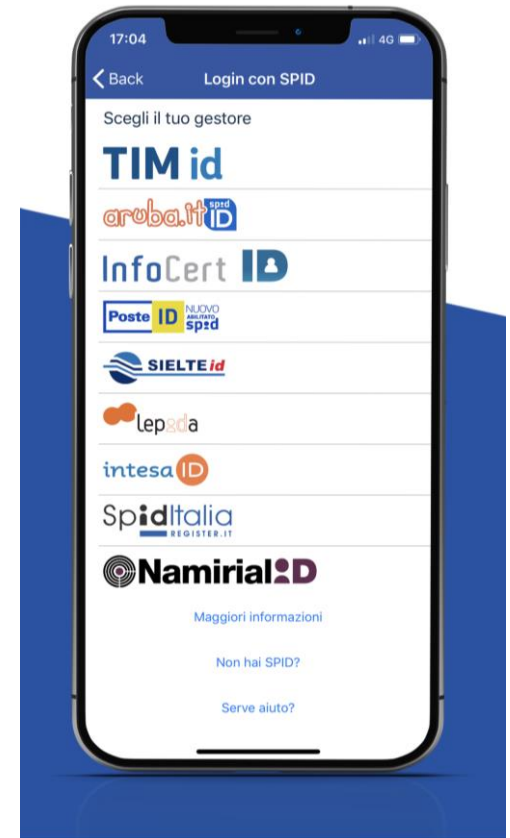 17:04
4G
Back
Login con SPID
Scegli il tuo gestore
TIM id
aruba.it spid ID
InfoCert ID
Poste ID NUOVO ABILITATO spid
SIELTE id
Lepida
intesa ID
SpidItalia
REGISTER.IT
Namirial ID
Maggiori informazioni
Non hai SPID?
Serve aiuto?